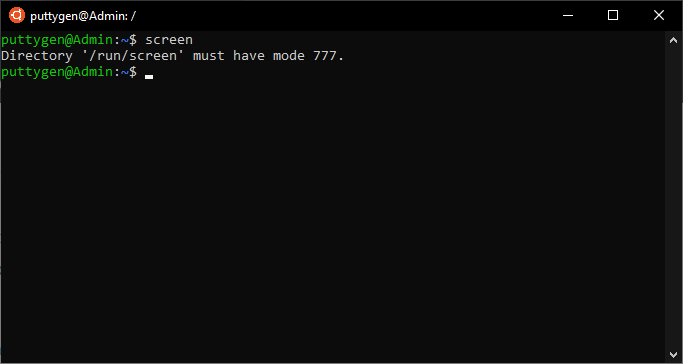 puttygen@Admin: /
puttygen@Admin:~$ screen
Directory '/run/screen' must have mode 777.
puttygen@Admin:~$